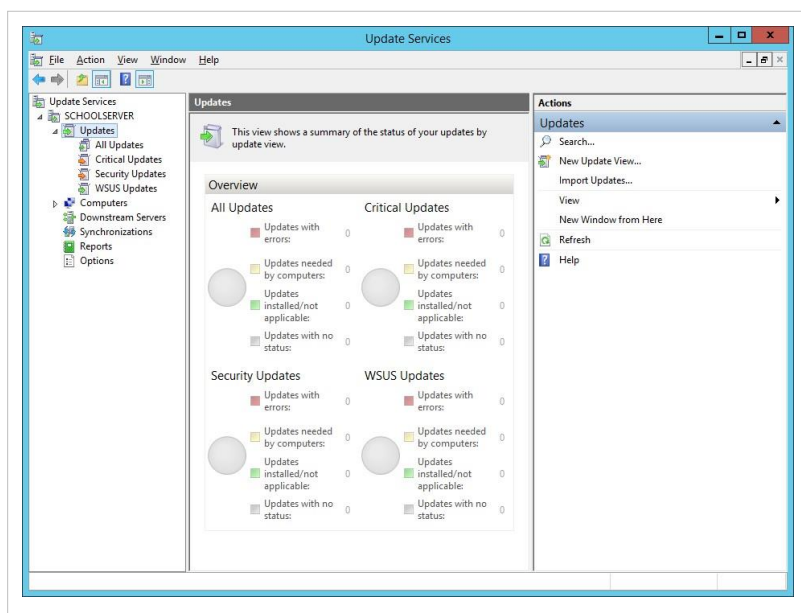 Update Services
File Action View Window Help
Update Services
SCHOOLSERVER
Updates
All Updates
Critical Updates
Security Updates
WSUS Updates
Computers
Downstream Servers
Synchronizations
Reports
Options
Updates
This view shows a summary of the status of your updates by
update view.
Overview
All Updates
Updates with
errors: 0
Updates needed
by computers: 0
Updates
installed/not
applicable: 0
Updates with no
status: 0
Critical Updates
Updates with
errors: 0
Updates needed
by computers: 0
Updates
installed/not
applicable: 0
Updates with no
status: 0
Security Updates
Updates with
errors: 0
Updates needed
by computers: 0
Updates
installed/not
applicable: 0
Updates with no
status: 0
WSUS Updates
Updates with
errors: 0
Updates needed
by computers: 0
Updates
installed/not
applicable: 0
Updates with no
status: 0
Actions
Updates
Search...
New Update View...
Import Updates...
View
New Window from Here
Refresh
Help